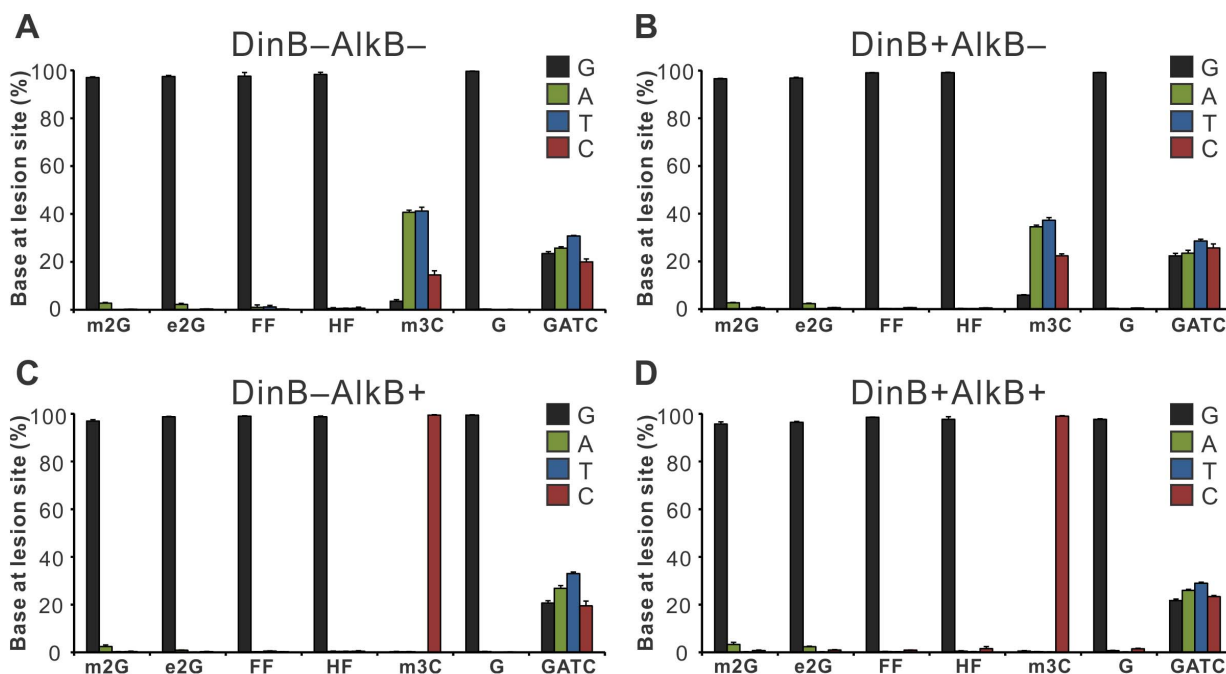 A
DinB–AlkB–
Base at lesion site (%)
100
80
60
40
20
0
G
A
T
C
m2G e2G FF HF m3C G GATC
B
DinB+AlkB–
Base at lesion site (%)
100
80
60
40
20
0
G
A
T
C
m2G e2G FF HF m3C G GATC
C
DinB–AlkB+
Base at lesion site (%)
100
80
60
40
20
0
G
A
T
C
m2G e2G FF HF m3C G GATC
D
DinB+AlkB+
Base at lesion site (%)
100
80
60
40
20
0
G
A
T
C
m2G e2G FF HF m3C G GATC